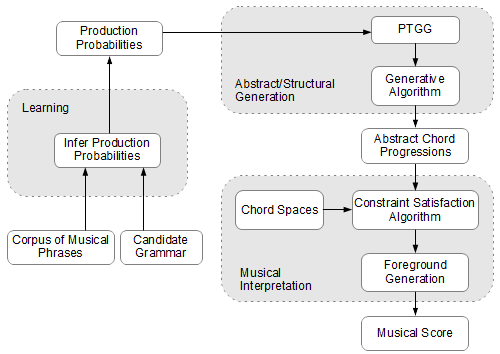 Production
Probabilities
PTGG
Generative
Algorithm
Abstract/Structural
Generation
Learning
Infer Production
Probabilities
Abstract Chord
Progressions
Chord Spaces
Constraint Satisfaction
Algorithm
Corpus of Musical
Phrases
Candidate
Grammar
Foreground
Generation
Musical
Interpretation
Musical Score